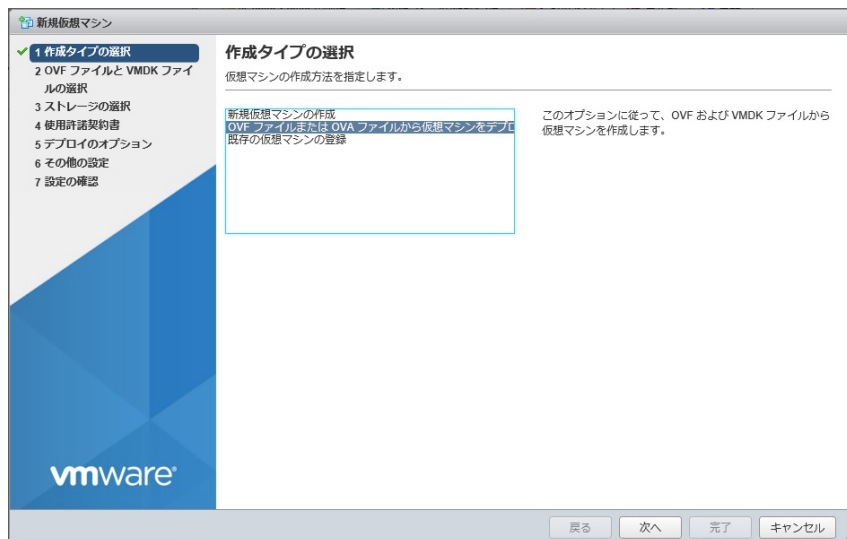 新規仮想マシン
1 作成タイプの選択
2 OVF ファイルと VMDK ファイ
ルの選択
3 ストレージの選択
4 使用許諾契約書
5 デプロイのオプション
6 その他の設定
7 設定の確認
作成タイプの選択
仮想マシンの作成方法を指定します。
新規仮想マシンの作成
OVF ファイルまたは OVA ファイルから仮想マシンをデプロ
既存の仮想マシンの登録
このオプションに従って、OVF および VMDK ファイルから
仮想マシンを作成します。
vmware
戻る 次へ 完了 キャンセル